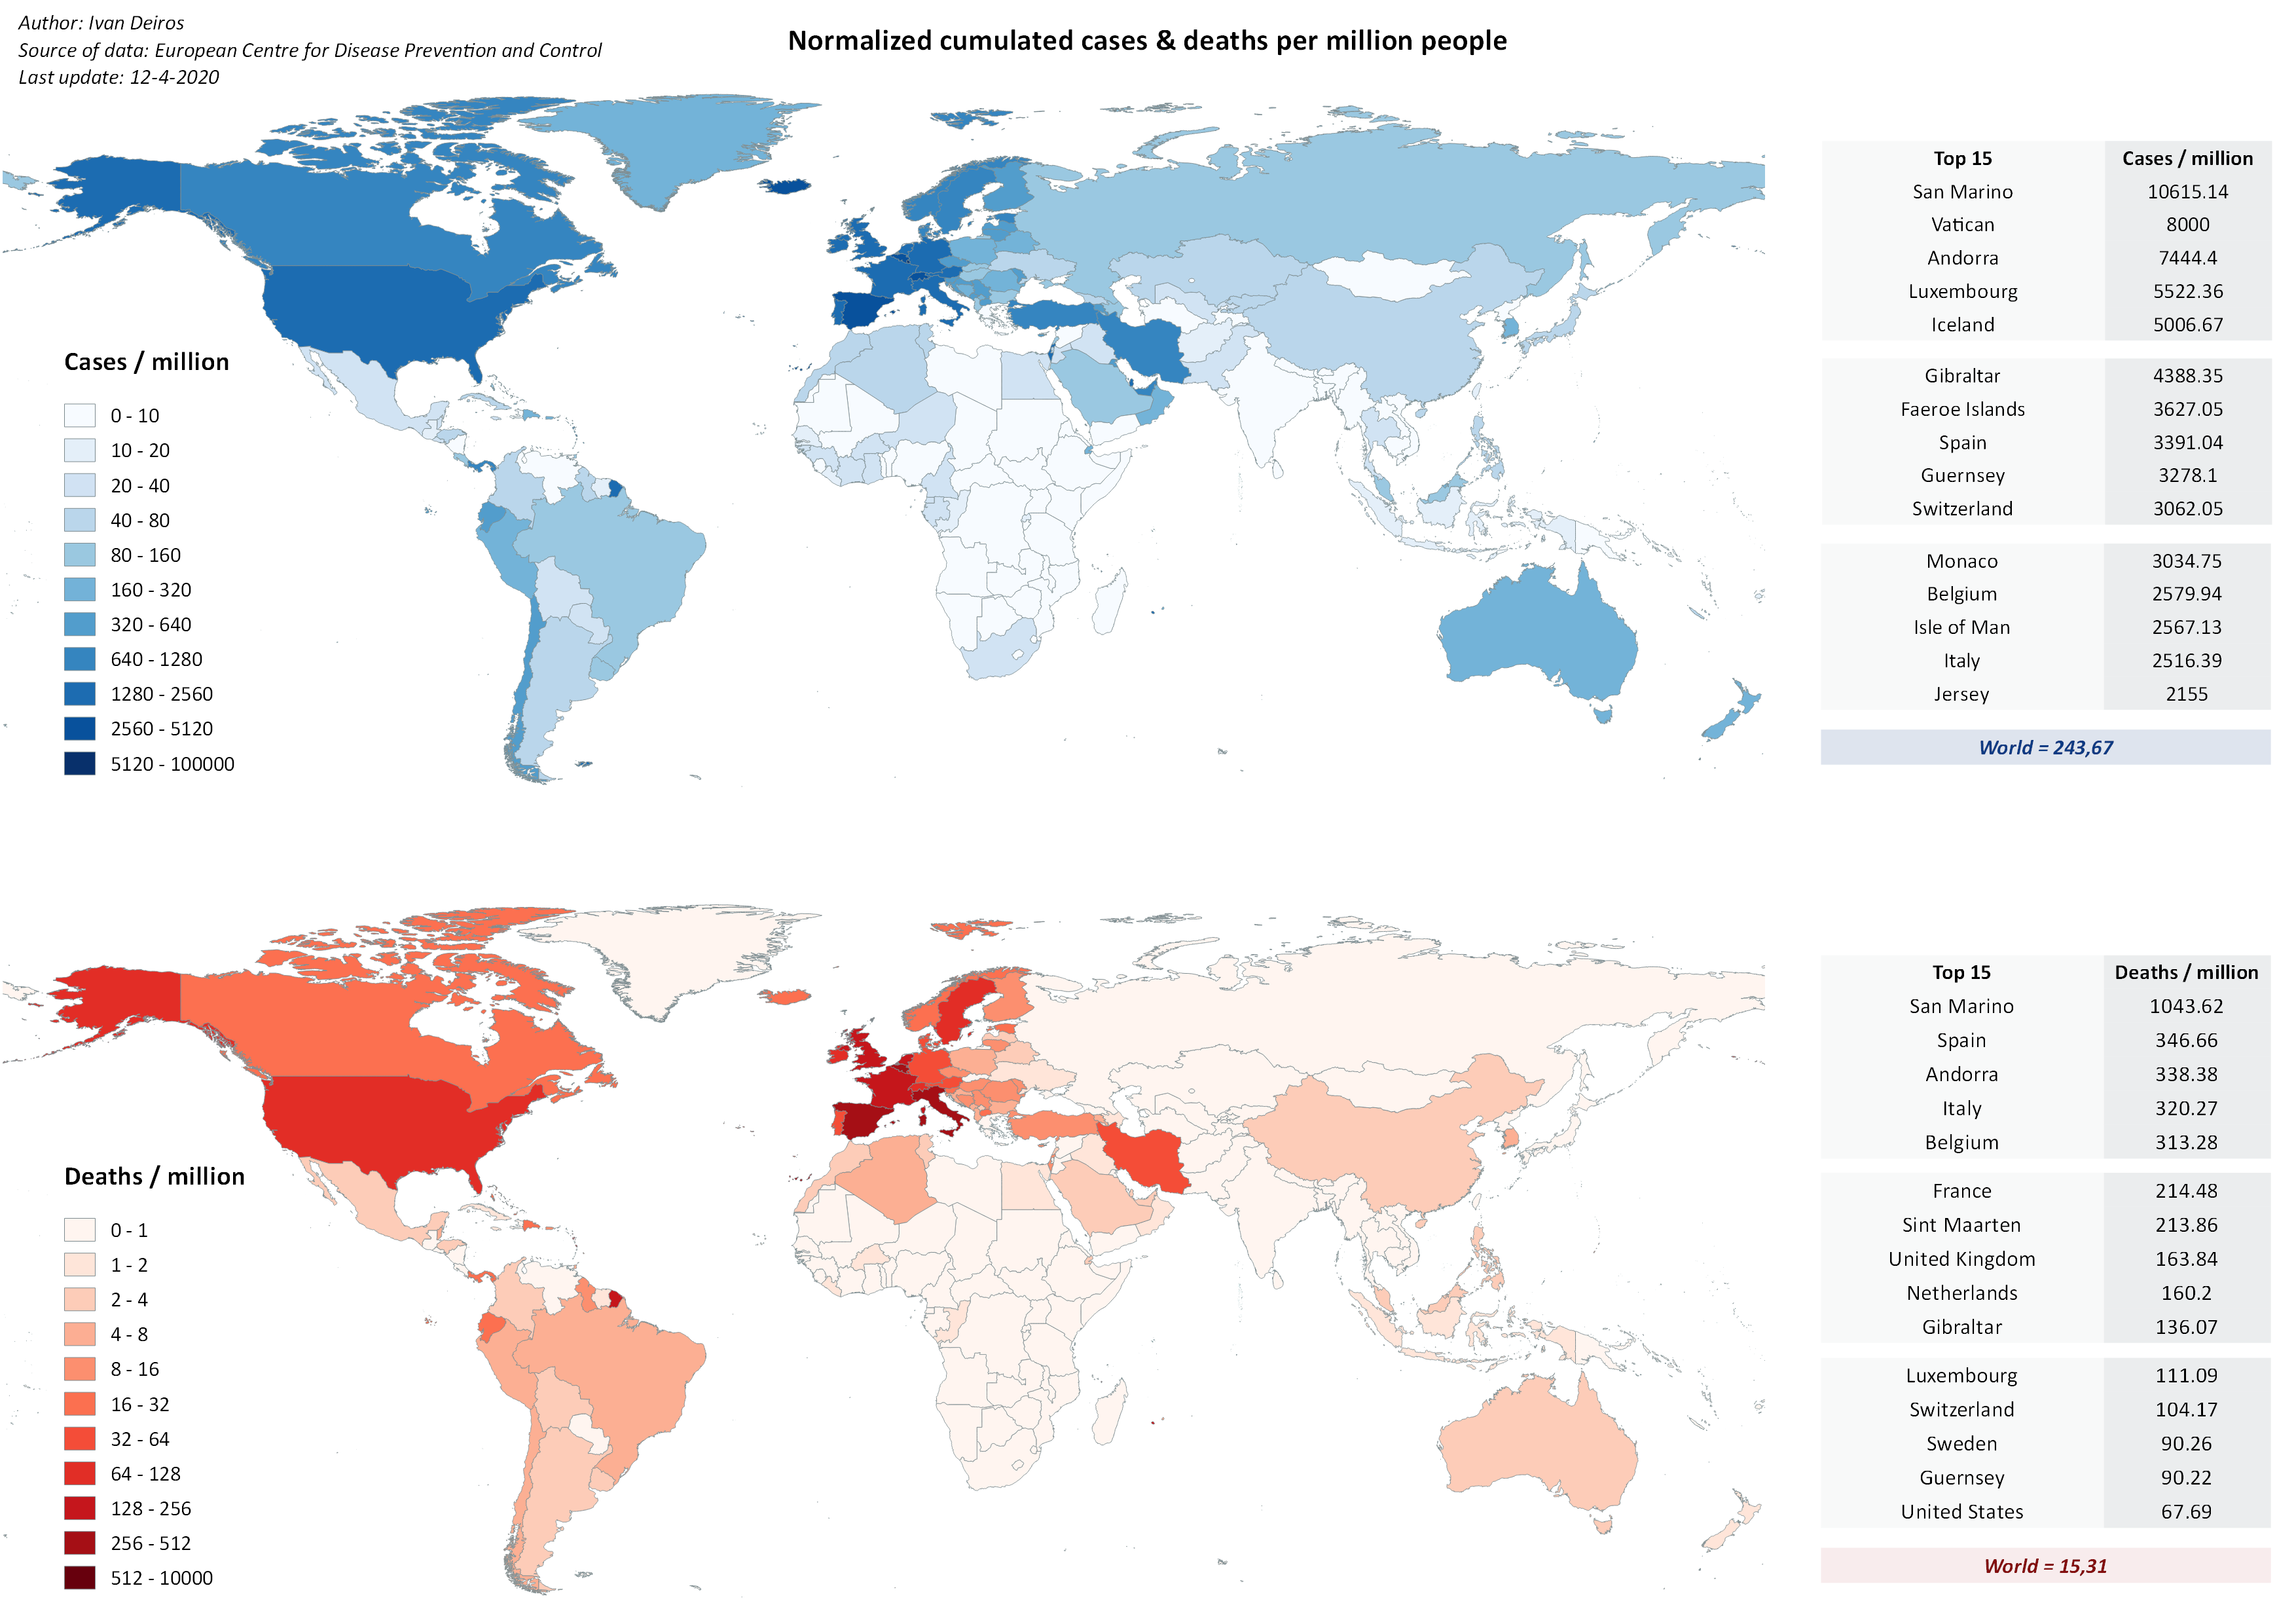 Author: Ivan Deiros
Source of data: European Centre for Disease Prevention and Control
Last update: 12-4-2020
Normalized cumulated cases & deaths per million people
Cases / million
0 - 10
10 - 20
20 - 40
40 - 80
80 - 160
160 - 320
320 - 640
640 - 1280
1280 - 2560
2560 - 5120
5120 - 100000
Top 15 Cases / million
San Marino 10615.14
Vatican 8000
Andorra 7444.4
Luxembourg 5522.36
Iceland 5006.67
Gibraltar 4388.35
Faeroe Islands 3627.05
Spain 3391.04
Guernsey 3278.1
Switzerland 3062.05
Monaco 3034.75
Belgium 2579.94
Isle of Man 2567.13
Italy 2516.39
Jersey 2155
World = 243,67
Deaths / million
0 - 1
1 - 2
2 - 4
4 - 8
8 - 16
16 - 32
32 - 64
64 - 128
128 - 256
256 - 512
512 - 10000
Top 15 Deaths / million
San Marino 1043.62
Spain 346.66
Andorra 338.38
Italy 320.27
Belgium 313.28
France 214.48
Sint Maarten 213.86
United Kingdom 163.84
Netherlands 160.2
Gibraltar 136.07
Luxembourg 111.09
Switzerland 104.17
Sweden 90.26
Guernsey 90.22
United States 67.69
World = 15,31